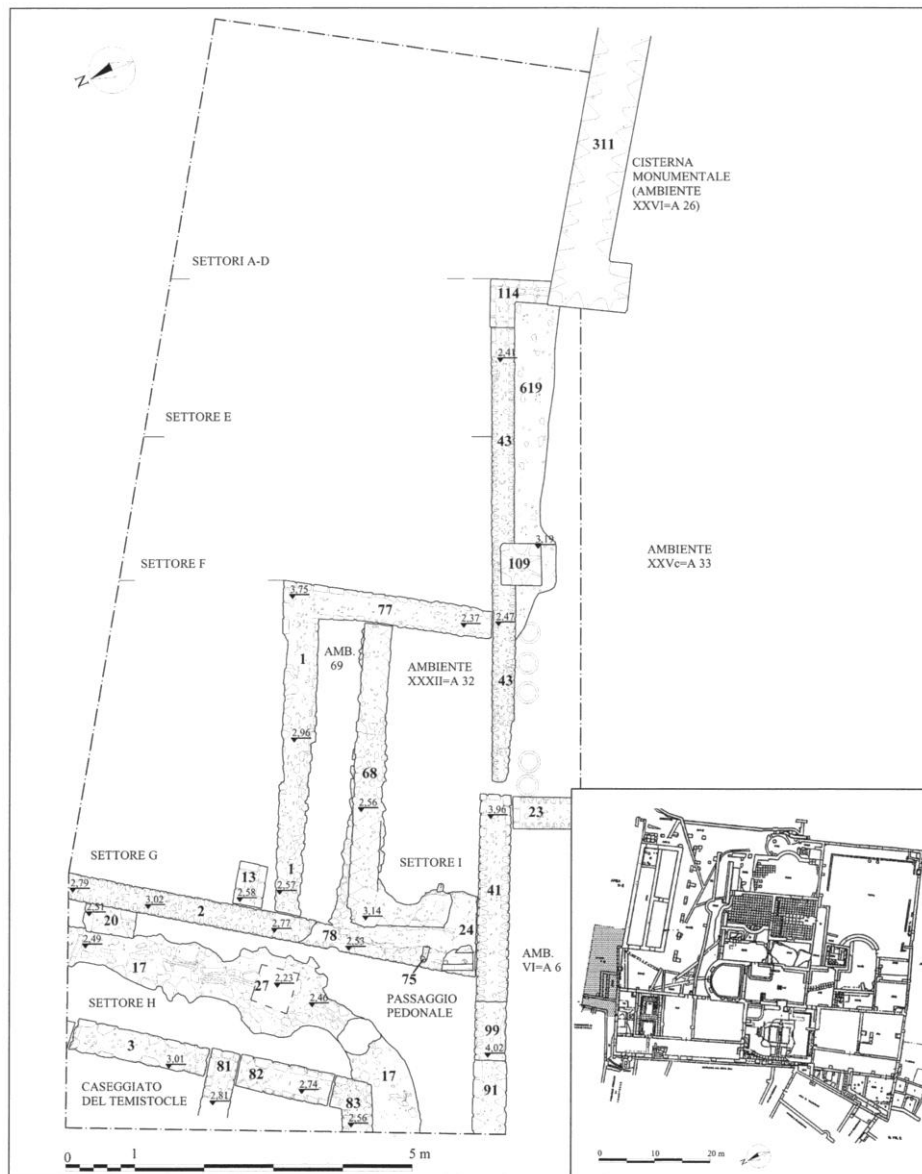 N
311
CISTERNA
MONUMENTALE
(AMBIENTE
XXVI=A 26)
SETTORI A-D
114
2,41
619
SETTORE E
43
3,19
AMBIENTE
XXVc=A 33
109
SETTORE F
3,75
77
2,37
2,47
1
AMB.
69
AMBIENTE
XXXII=A 32
43
2,96
68
2,56
3,96
23
SETTORE G
SETTORE I
13
1
2,79
2,58
2,57
41
3,02
2,51
2
3,14
20
2,77
78
24
2,49
2,53
AMB.
VI=A 6
17
75
27
2,23
PASSAGGIO
PEDONALE
2,46
SETTORE H
99
3
4,02
3,01
81
82
17
91
CASEGGIATO
DEL TEMISTOCLE
2,74
83
2,81
2,56
0 1 5 m
0 10 20 m
N